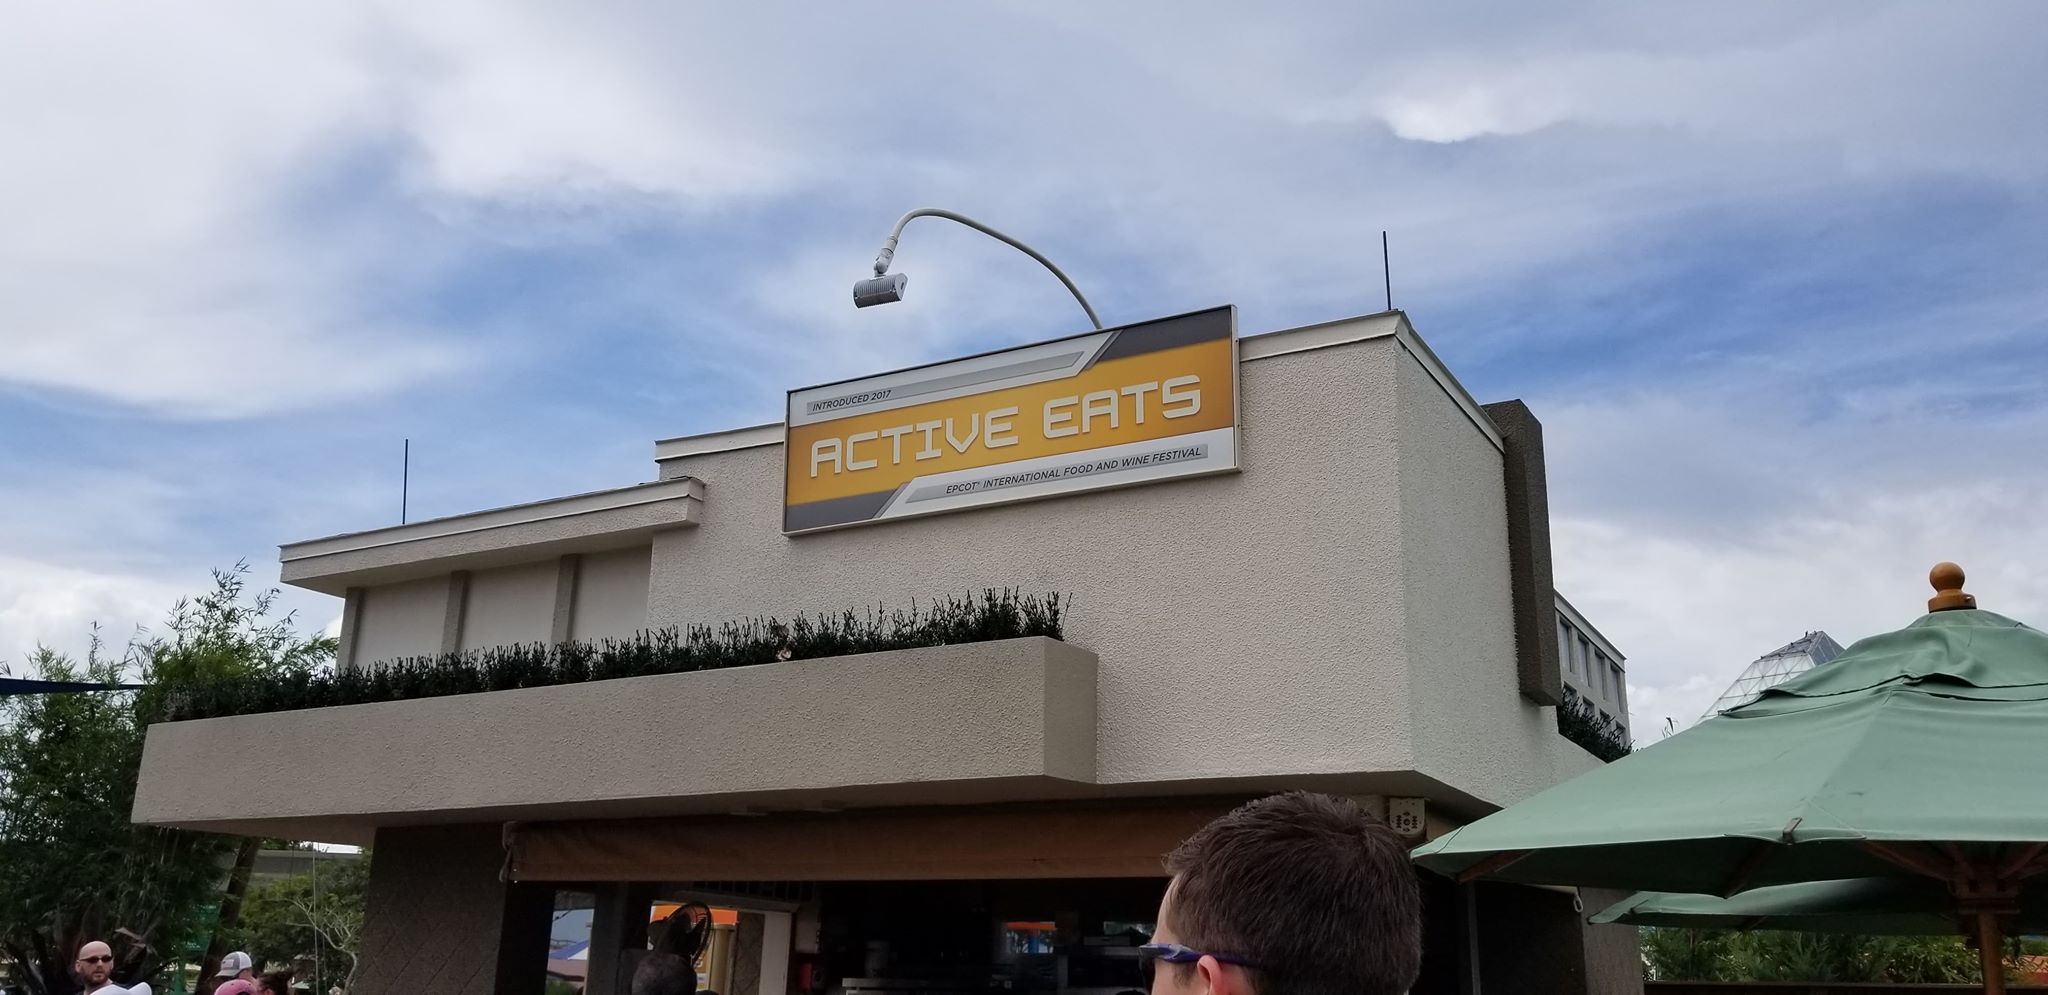 INTRODUCED 2017
ACTIVE EATS
EPCOT® INTERNATIONAL FOOD AND WINE FESTIVAL